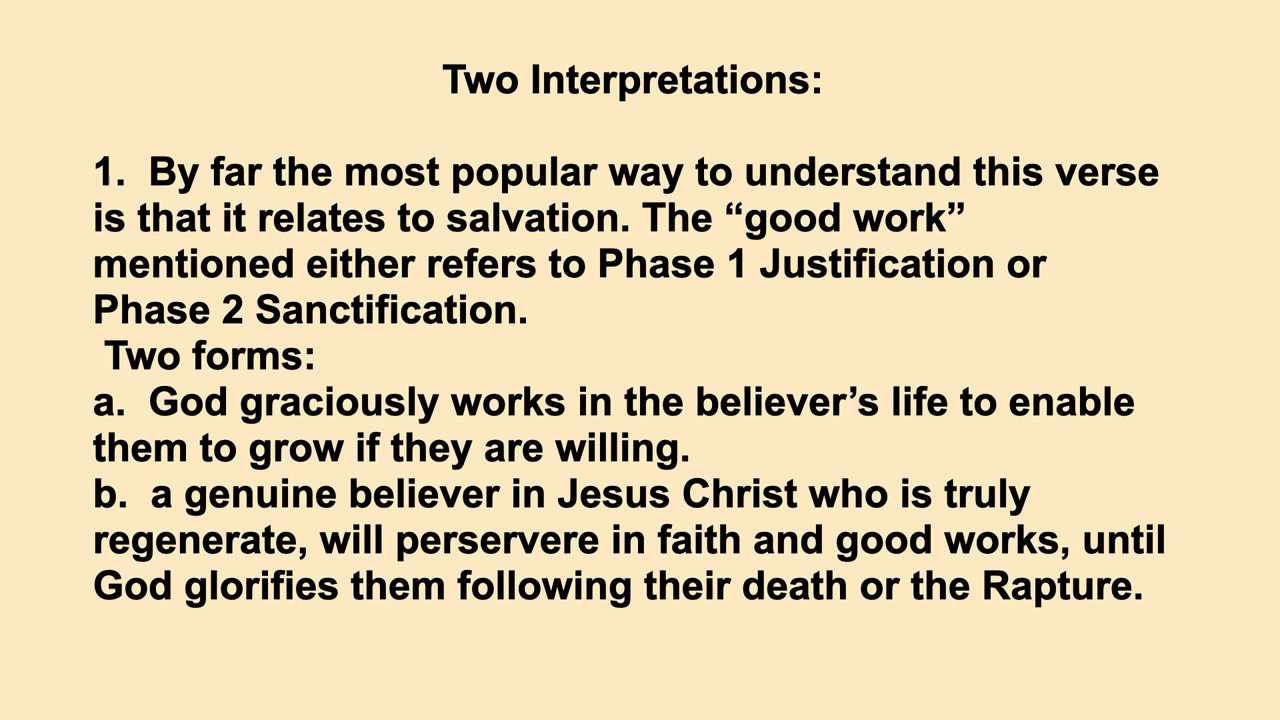 Two Interpretations:
1.  By far the most popular way to understand this verse
is that it relates to salvation. The “good work”
mentioned either refers to Phase 1 Justification or
Phase 2 Sanctification.
Two forms:
a.  God graciously works in the believer’s life to enable
them to grow if they are willing.
b.  a genuine believer in Jesus Christ who is truly
regenerate, will perservere in faith and good works, until
God glorifies them following their death or the Rapture.